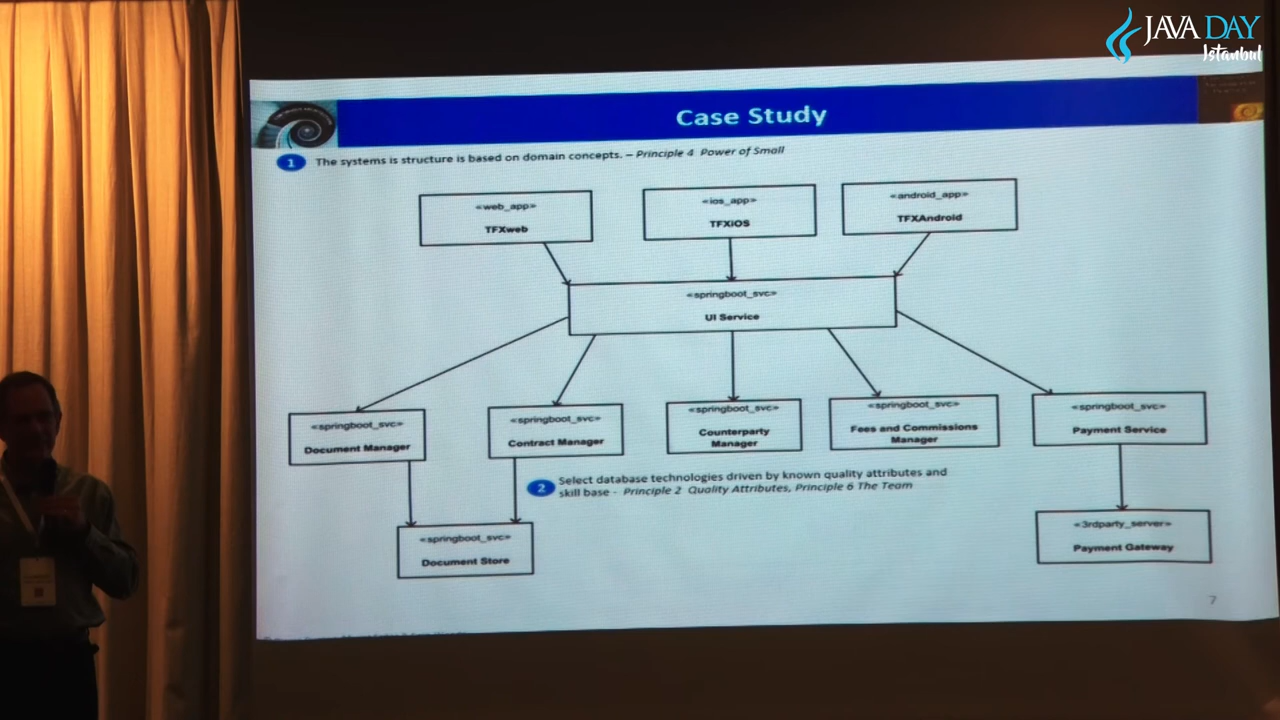 JAVA DAY
Istanbul
Case Study
1 The systems is structure is based on domain concepts. – Principle 4 Power of Small
«web_app»
TFXweb
«ios_app»
TFXiOS
«android_app»
TFXAndroid
«springboot_svc»
UI Service
«springboot_svc»
Document Manager
«springboot_svc»
Contract Manager
«springboot_svc»
Counterparty
Manager
«springboot_svc»
Fees and Commissions
Manager
«springboot_svc»
Payment Service
2 Select database technologies driven by known quality attributes and
skill base - Principle 2 Quality Attributes, Principle 6 The Team
«springboot_svc»
Document Store
«3rdparty_server»
Payment Gateway
7